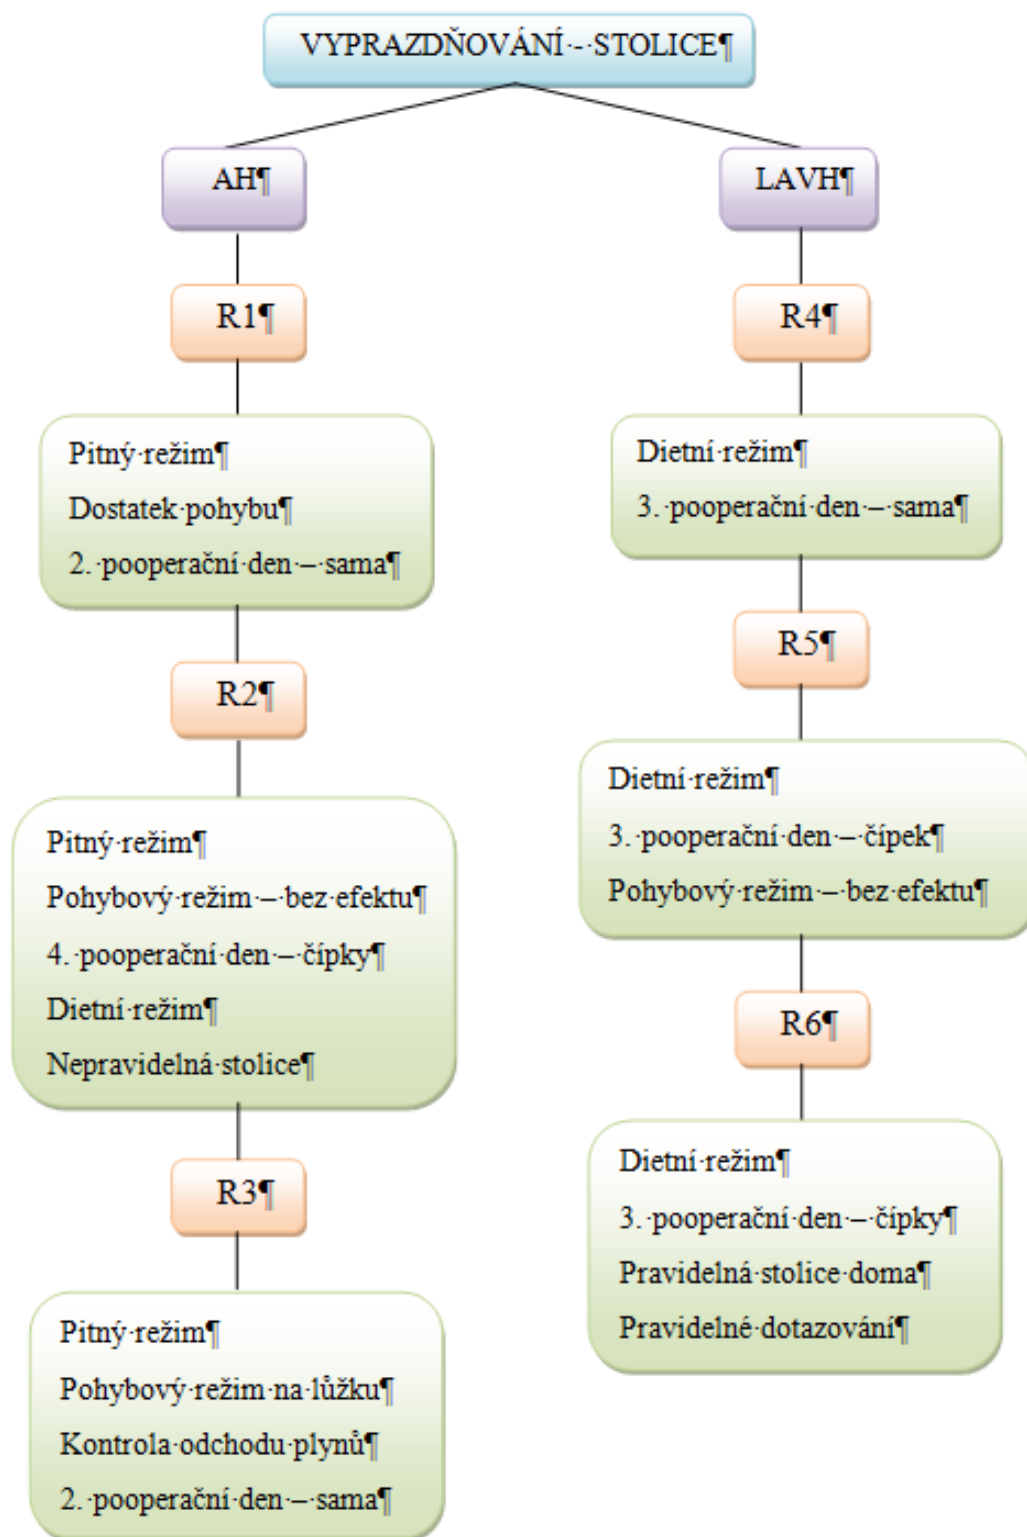 VYPRAZDŇOVÁNÍ·-·STOLICE¶
AH¶
R1¶
Pitný·režim¶
Dostatek·pohybu¶
2.·pooperační·den·–·sama¶
R2¶
Pitný·režim¶
Pohybový·režim·–·bez·efektu¶
4.·pooperační·den·–·čípky¶
Dietní·režim¶
Nepravidelná·stolice¶
R3¶
Pitný·režim¶
Pohybový·režim·na·lůžku¶
Kontrola·odchodu·plynů¶
2.·pooperační·den·–·sama¶
LAVH¶
R4¶
Dietní·režim¶
3.·pooperační·den·–·sama¶
R5¶
Dietní·režim¶
3.·pooperační·den·–·čípek¶
Pohybový·režim·–·bez·efektu¶
R6¶
Dietní·režim¶
3.·pooperační·den·–·čípky¶
Pravidelná·stolice·doma¶
Pravidelné·dotazování¶